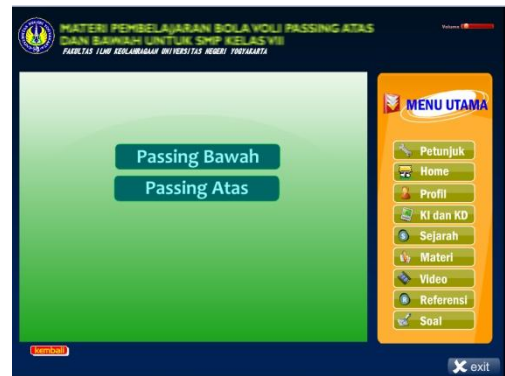 MATERI PEMBELAJARAN BOLA VOLI PASSING ATAS
DAN BAWAH UNTUK SMP KELAS VII
FAKULTAS ILMU KEOLAHRAGAAN UNIVERSITAS NEGERI YOGYAKARTA
Volume
MENU UTAMA
Passing Bawah
Passing Atas
Petunjuk
Home
Profil
KI dan KD
Sejarah
Materi
Video
Referensi
Soal
kembali
exit